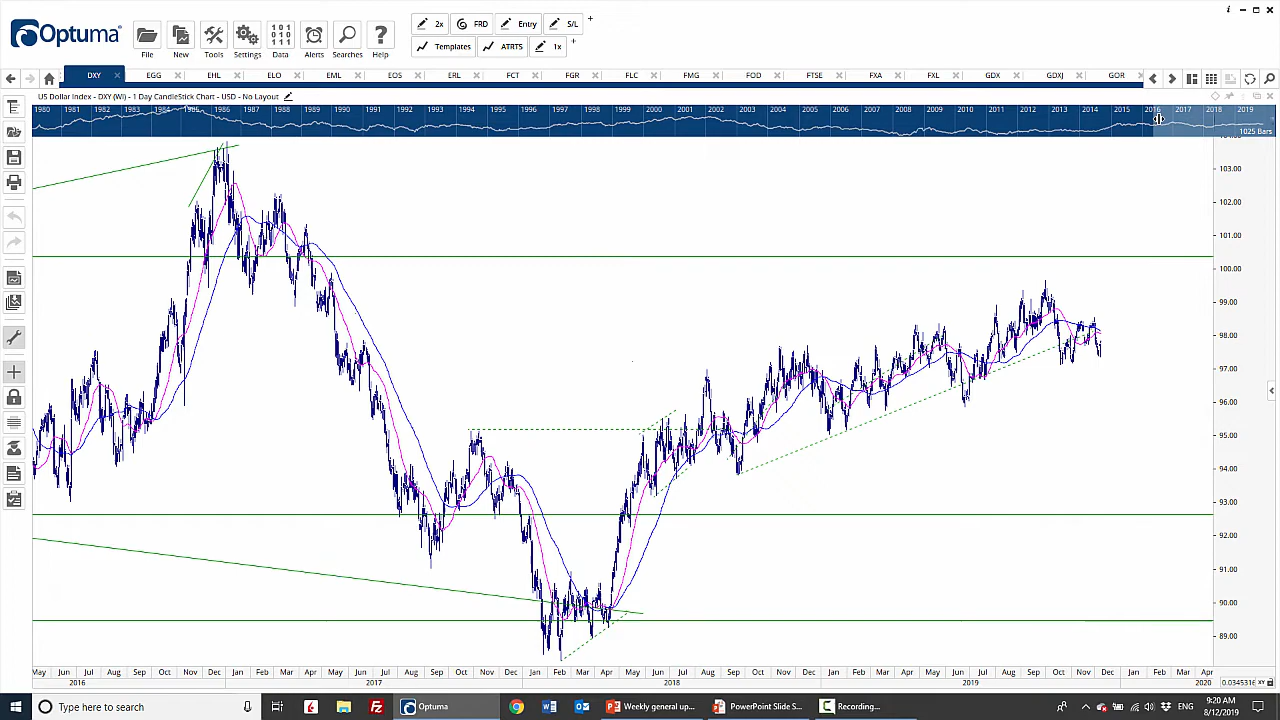 Optuma
File
New
Tools
Settings
Data
Alerts
Searches
Help
2x
FRD
Entry
S/L
Templates
ATRTS
1x
DXY EGG EHL ELO EML EOS ERL FCT FGR FLC FMG FOD FTSE FXA FXL GDX GDXJ GOR
US Dollar Index - DXY (WI) - 1 Day CandleStick Chart - USD - No Layout
1980 1981 1982 1983 1984 1985 1986 1987 1988 1989 1990 1991 1992 1993 1994 1995 1996 1997 1998 1999 2000 2001 2002 2003 2004 2005 2006 2007 2008 2009 2010 2011 2012 2013 2014 2015 2016 2017 2018 2019
1025 Bars
103.00
102.00
101.00
100.00
99.00
98.00
97.00
96.00
95.00
94.00
93.00
92.00
91.00
90.00
89.00
May Jun Jul Aug Sep Oct Nov Dec Jan Feb Mar Apr May Jun Jul Aug Sep Oct Nov Dec Jan Feb Mar Apr May Jun Jul Aug Sep Oct Nov Dec Jan Feb Mar Apr May Jun Jul Aug Sep Oct Nov Dec Jan Feb Mar Apr
2016 2017 2018 2019 2020
0.0345316 XY
Type here to search
Optuma
Weekly general up...
PowerPoint Slide S...
Recording...
ENG
9:20 AM
8/12/2019